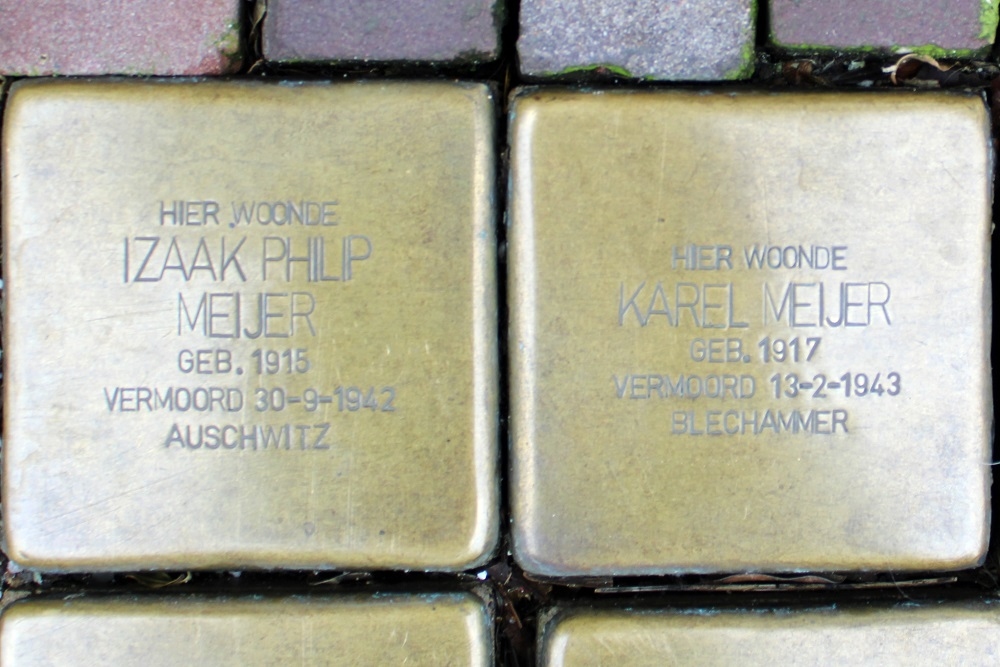 HIER WOONDE
IZAAK PHILIP
MEIJER
GEB. 1915
VERMOORD 30-9-1942
AUSCHWITZ
HIER WOONDE
KAREL MEIJER
GEB. 1917
VERMOORD 13-2-1943
BLECHAMMER